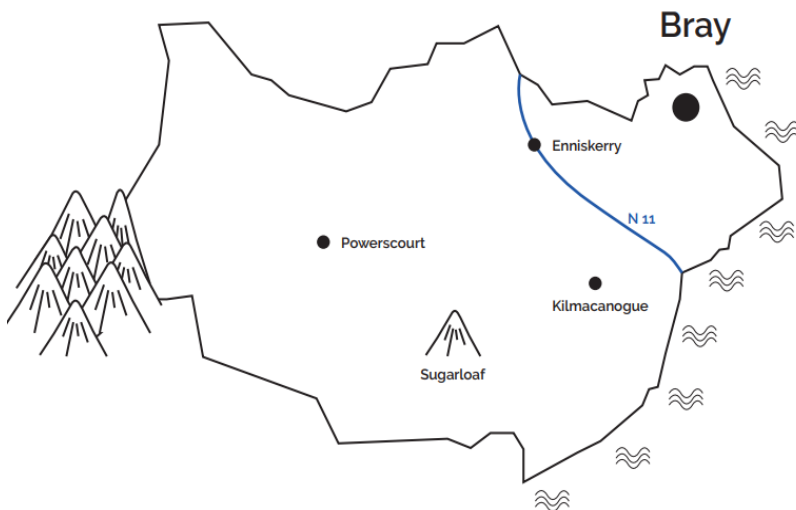 Bray
Enniskerry
N 11
Powerscourt
Kilmacanogue
Sugarloaf